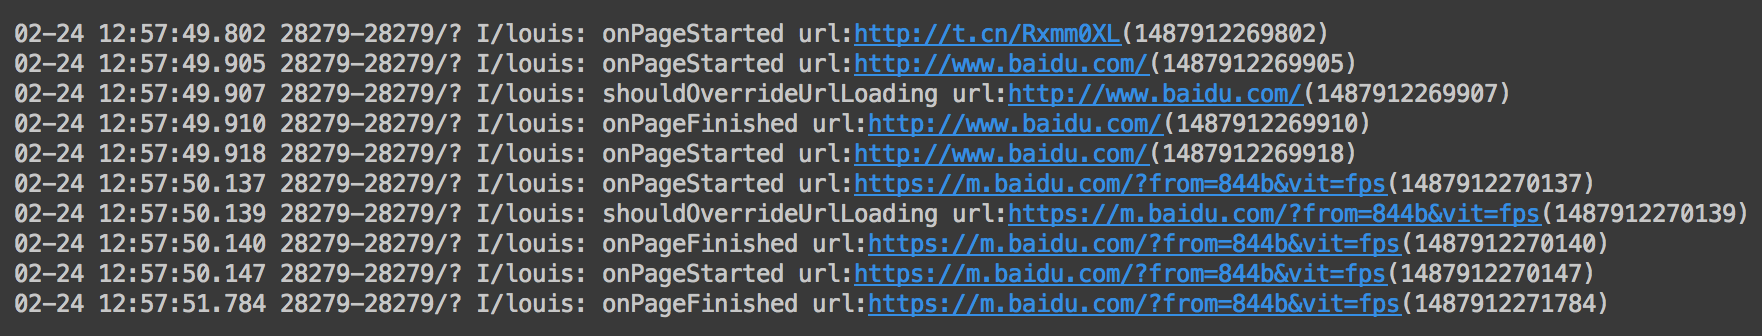 02-24 12:57:49.802 28279-28279/? I/louis: onPageStarted url:http://t.cn/Rxmm0XL(1487912269802)
02-24 12:57:49.905 28279-28279/? I/louis: onPageStarted url:http://www.baidu.com/(1487912269905)
02-24 12:57:49.907 28279-28279/? I/louis: shouldOverrideUrlLoading url:http://www.baidu.com/(1487912269907)
02-24 12:57:49.910 28279-28279/? I/louis: onPageFinished url:http://www.baidu.com/(1487912269910)
02-24 12:57:49.918 28279-28279/? I/louis: onPageStarted url:http://www.baidu.com/(1487912269918)
02-24 12:57:50.137 28279-28279/? I/louis: onPageStarted url:https://m.baidu.com/?from=844b&vit=fps(1487912270137)
02-24 12:57:50.139 28279-28279/? I/louis: shouldOverrideUrlLoading url:https://m.baidu.com/?from=844b&vit=fps(1487912270139)
02-24 12:57:50.140 28279-28279/? I/louis: onPageFinished url:https://m.baidu.com/?from=844b&vit=fps(1487912270140)
02-24 12:57:50.147 28279-28279/? I/louis: onPageStarted url:https://m.baidu.com/?from=844b&vit=fps(1487912270147)
02-24 12:57:51.784 28279-28279/? I/louis: onPageFinished url:https://m.baidu.com/?from=844b&vit=fps(1487912271784)